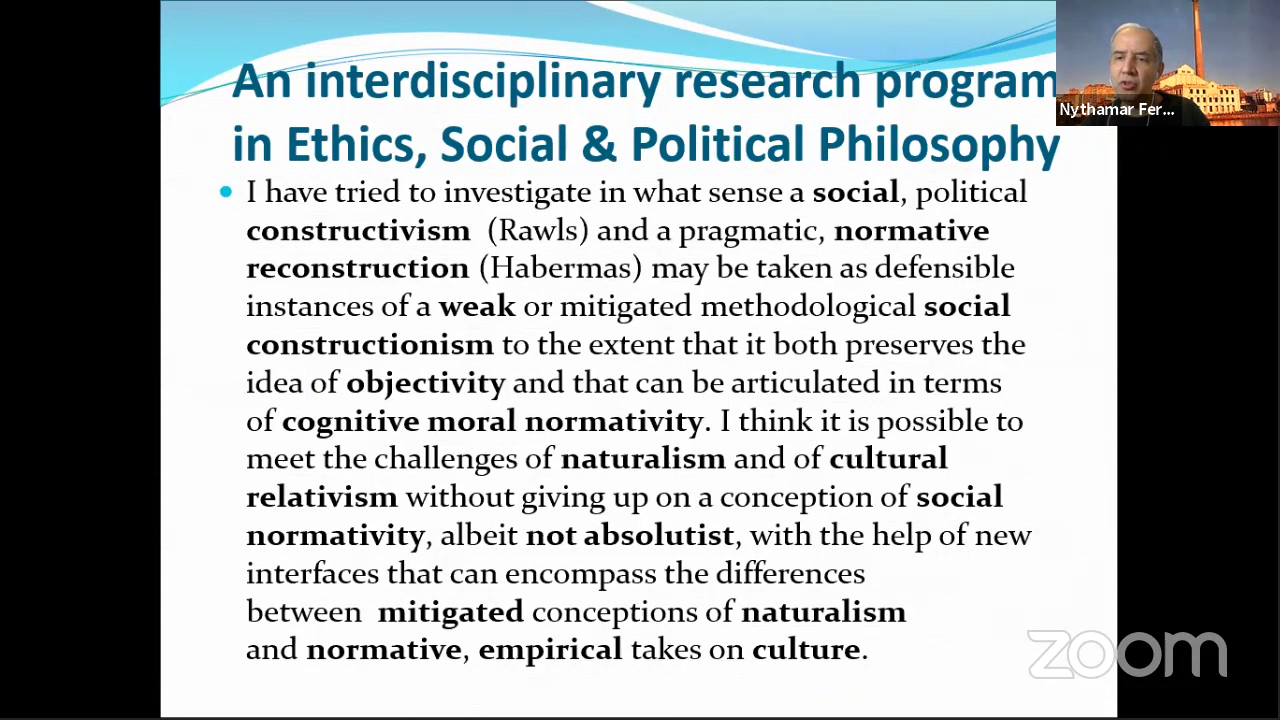 An interdisciplinary research program
in Ethics, Social & Political Philosophy
• I have tried to investigate in what sense a social, political
constructivism (Rawls) and a pragmatic, normative
reconstruction (Habermas) may be taken as defensible
instances of a weak or mitigated methodological social
constructionism to the extent that it both preserves the
idea of objectivity and that can be articulated in terms
of cognitive moral normativity. I think it is possible to
meet the challenges of naturalism and of cultural
relativism without giving up on a conception of social
normativity, albeit not absolutist, with the help of new
interfaces that can encompass the differences
between mitigated conceptions of naturalism
and normative, empirical takes on culture.
Nythamar Fer...
zoom